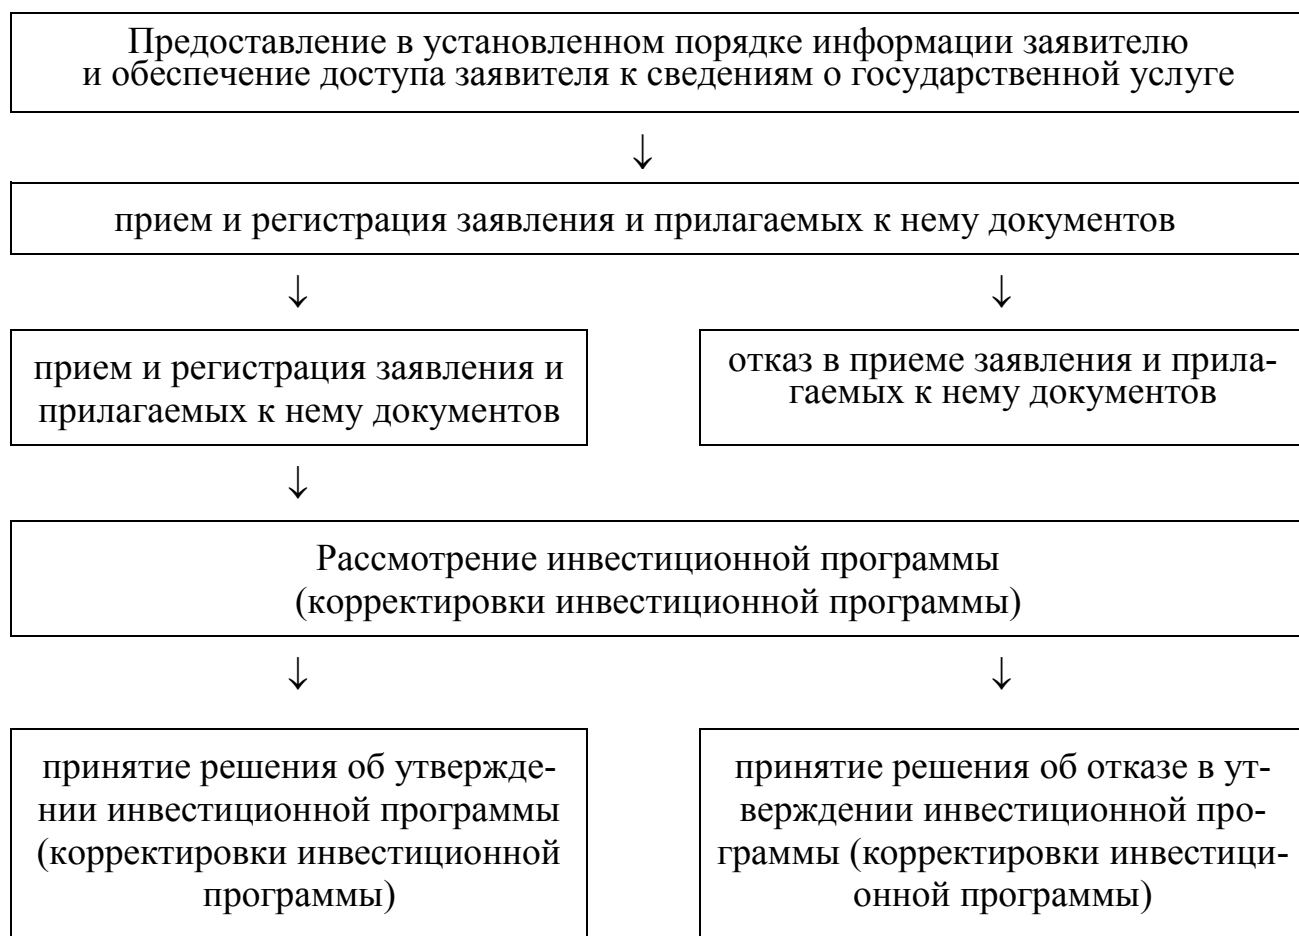 Предоставление в установленном порядке информации заявителю
и обеспечение доступа заявителя к сведениям о государственной услуге
↓
прием и регистрация заявления и прилагаемых к нему документов
↓ ↓
прием и регистрация заявления и
прилагаемых к нему документов
отказ в приеме заявления и прила-
гаемых к нему документов
↓
Рассмотрение инвестиционной программы
(корректировки инвестиционной программы)
↓ ↓
принятие решения об утвержде-
нии инвестиционной программы
(корректировки инвестиционной
программы)
принятие решения об отказе в ут-
верждении инвестиционной про-
граммы (корректировки инвестици-
онной программы)